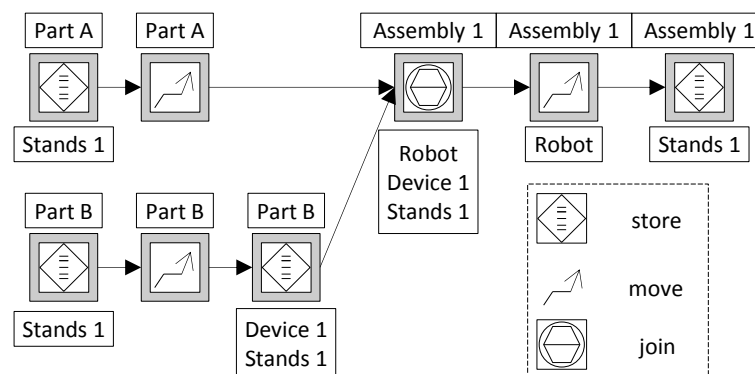 Part A
Part A
Assembly 1
Assembly 1
Assembly 1
Stands 1
Robot
Device 1
Stands 1
Robot
Stands 1
Part B
Part B
Part B
Stands 1
Device 1
Stands 1
store
move
join